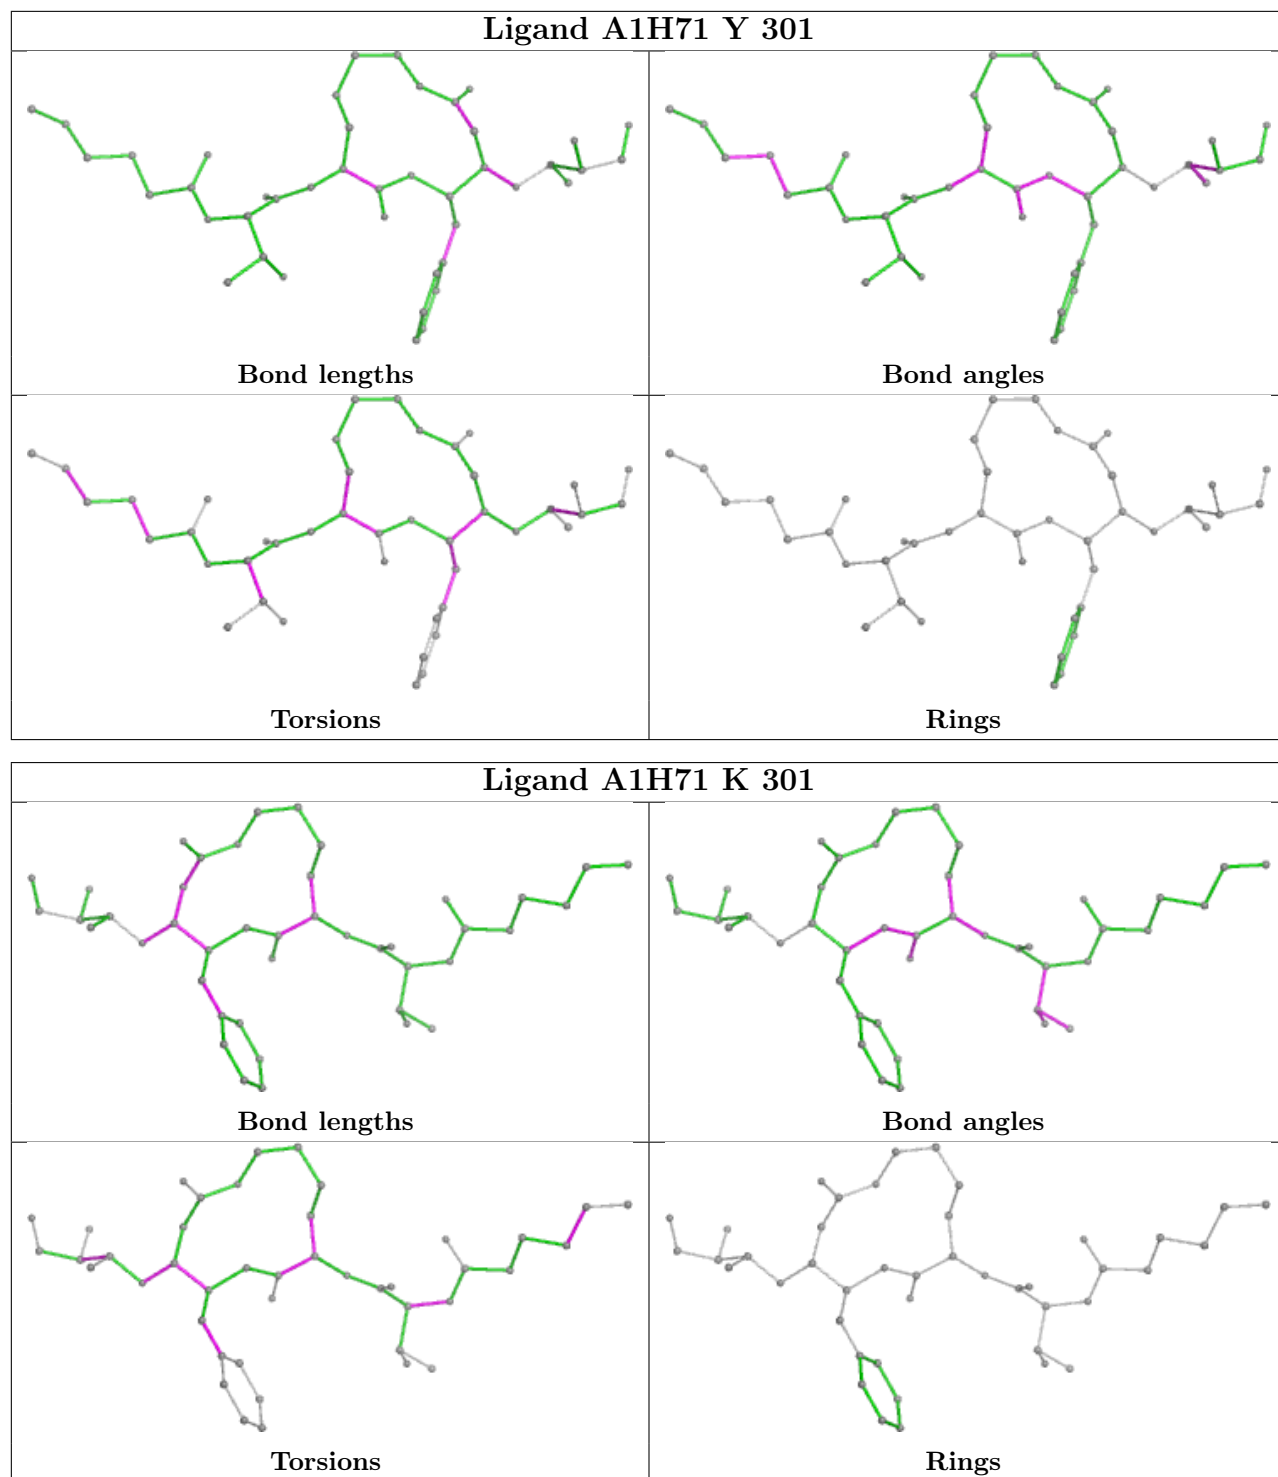 Ligand A1H71 Y 301
Bond lengths
Bond angles
Torsions
Rings
Ligand A1H71 K 301
Bond lengths
Bond angles
Torsions
Rings